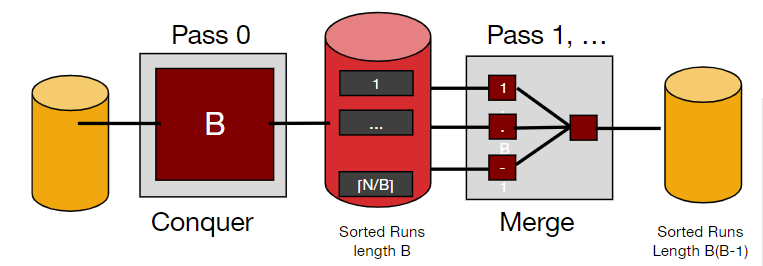 Pass 0
Pass 1, ...
B
1
...
⌈N/B⌉
1
.
B
-
1
Conquer
Merge
Sorted Runs
length B
Sorted Runs
Length B(B-1)